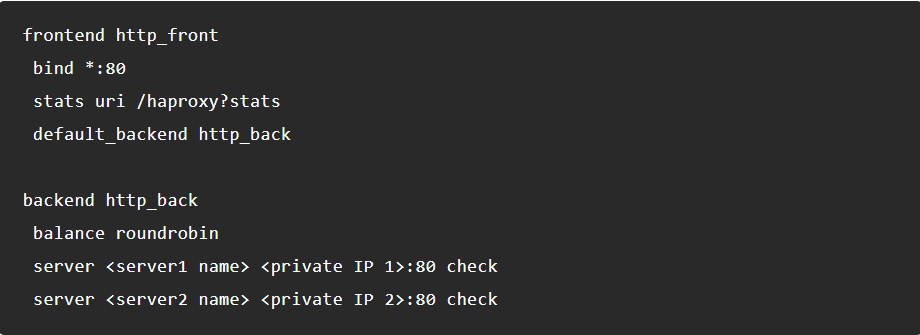 frontend http_front
bind *:80
stats uri /haproxy?stats
default_backend http_back
backend http_back
balance roundrobin
server <server1 name> <private IP 1>:80 check
server <server2 name> <private IP 2>:80 check